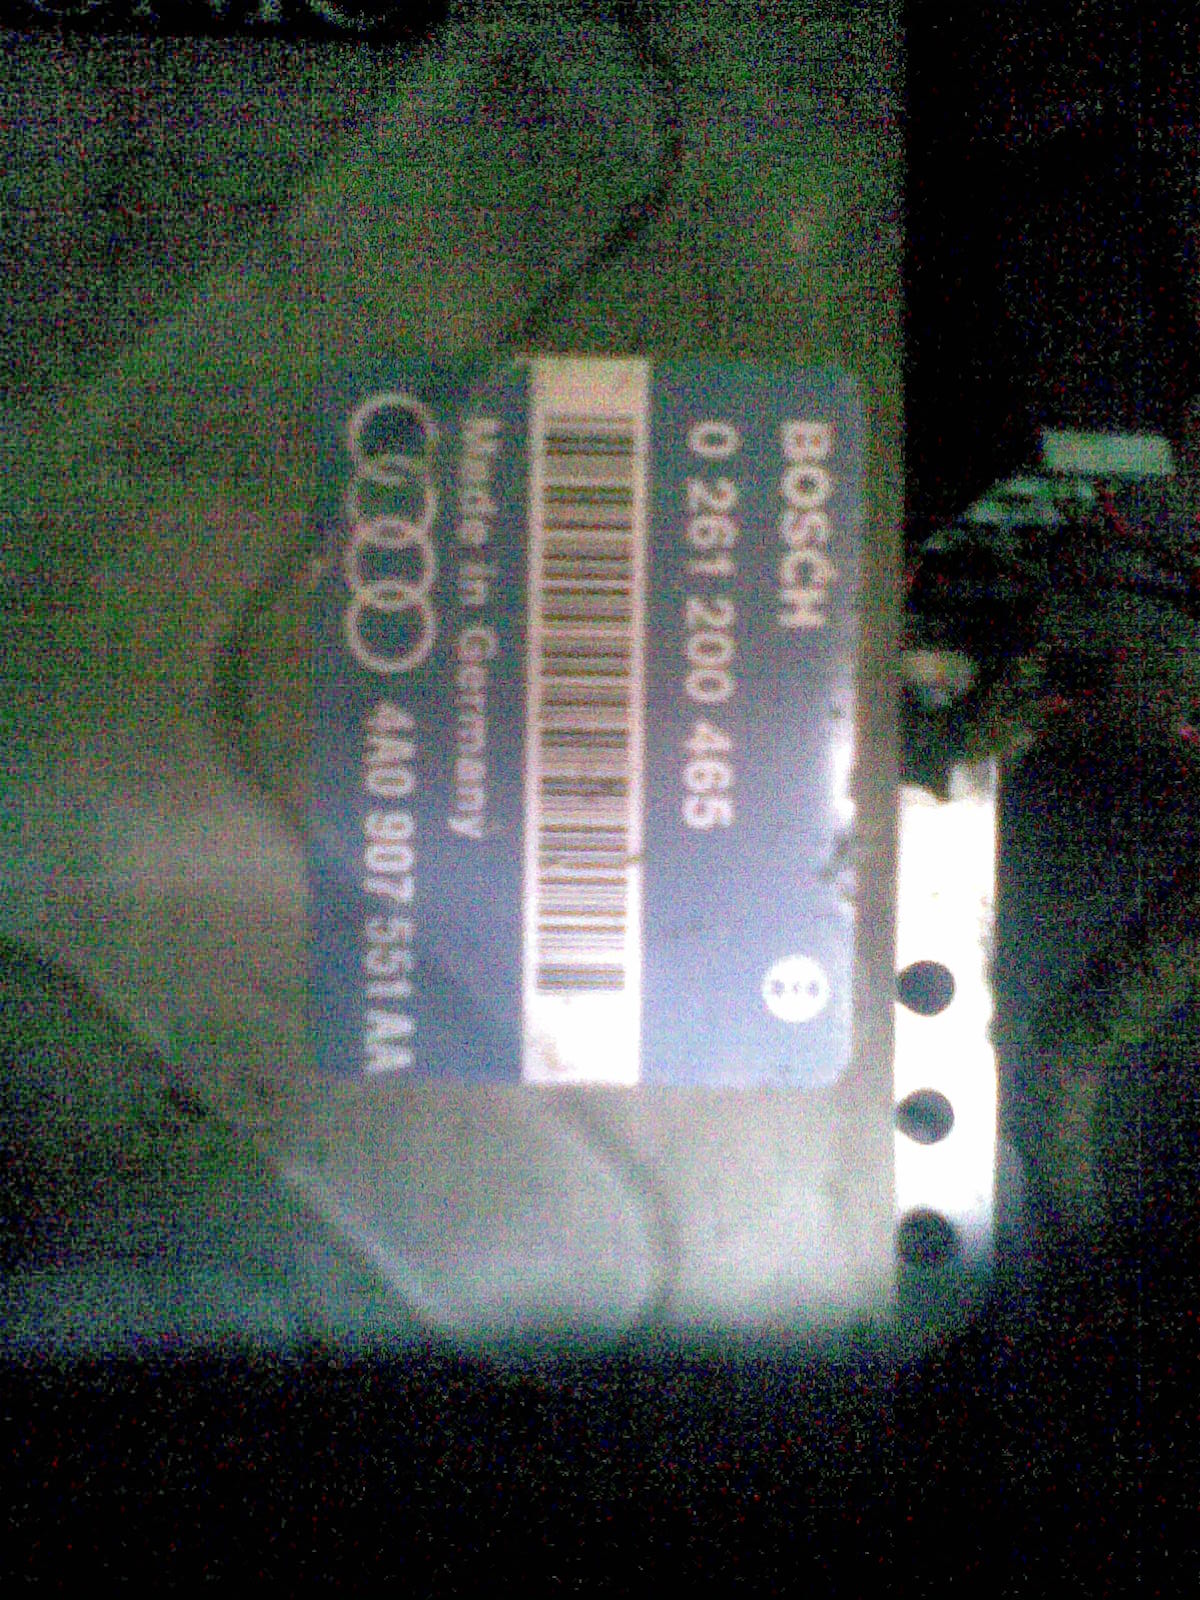 BOSCH
0 261 200 465
Made in Germany
4A0 907 551 AA